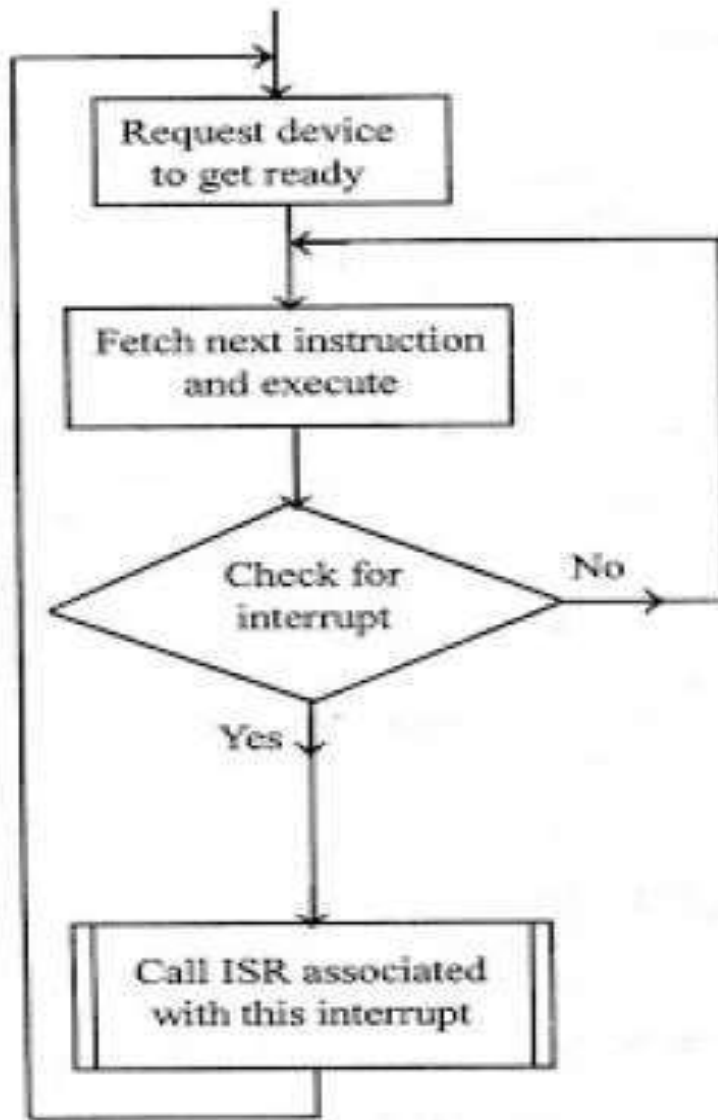 Request device
to get ready
Fetch next instruction
and execute
Check for
interrupt
No
Yes
Call ISR associated
with this interrupt